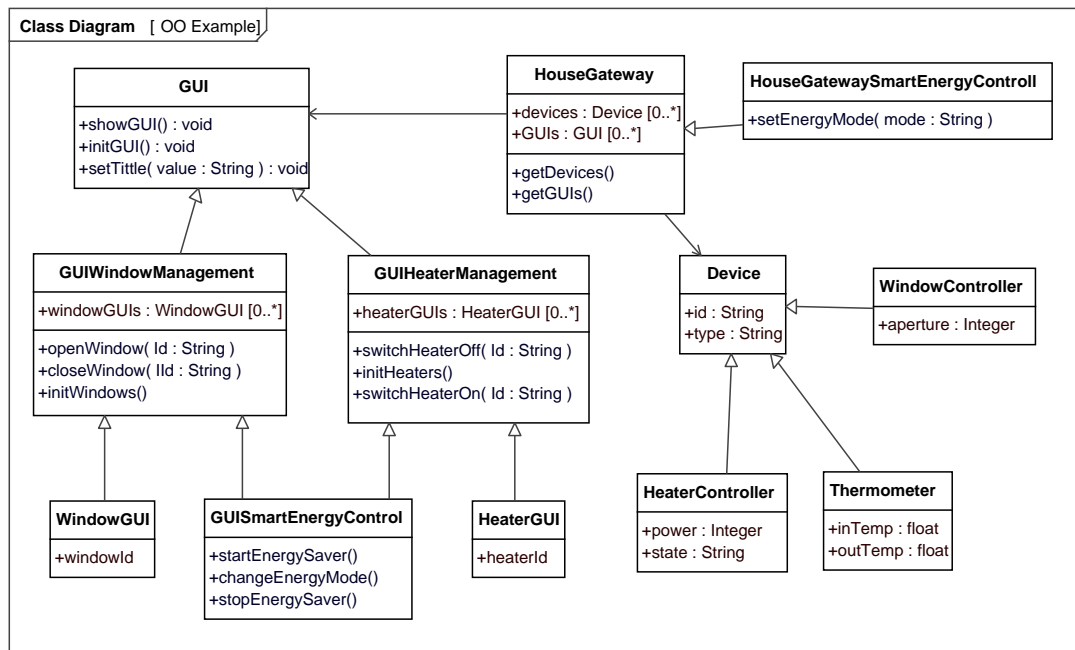 Class Diagram [ OO Example]
GUI
+showGUI() : void
+initGUI() : void
+setTittle( value : String ) : void
HouseGateway
+devices : Device [0..*]
+GUIs : GUI [0..*]
+getDevices()
+getGUIs()
HouseGatewaySmartEnergyControll
+setEnergyMode( mode : String )
GUIWindowManagement
+windowGUIs : WindowGUI [0..*]
+openWindow( Id : String )
+closeWindow( IId : String )
+initWindows()
GUIHeaterManagement
+heaterGUIs : HeaterGUI [0..*]
+switchHeaterOff( Id : String )
+initHeaters()
+switchHeaterOn( Id : String )
Device
+id : String
+type : String
WindowController
+aperture : Integer
WindowGUI
+windowId
GUISmartEnergyControl
+startEnergySaver()
+changeEnergyMode()
+stopEnergySaver()
HeaterGUI
+heaterId
HeaterController
+power : Integer
+state : String
Thermometer
+inTemp : float
+outTemp : float